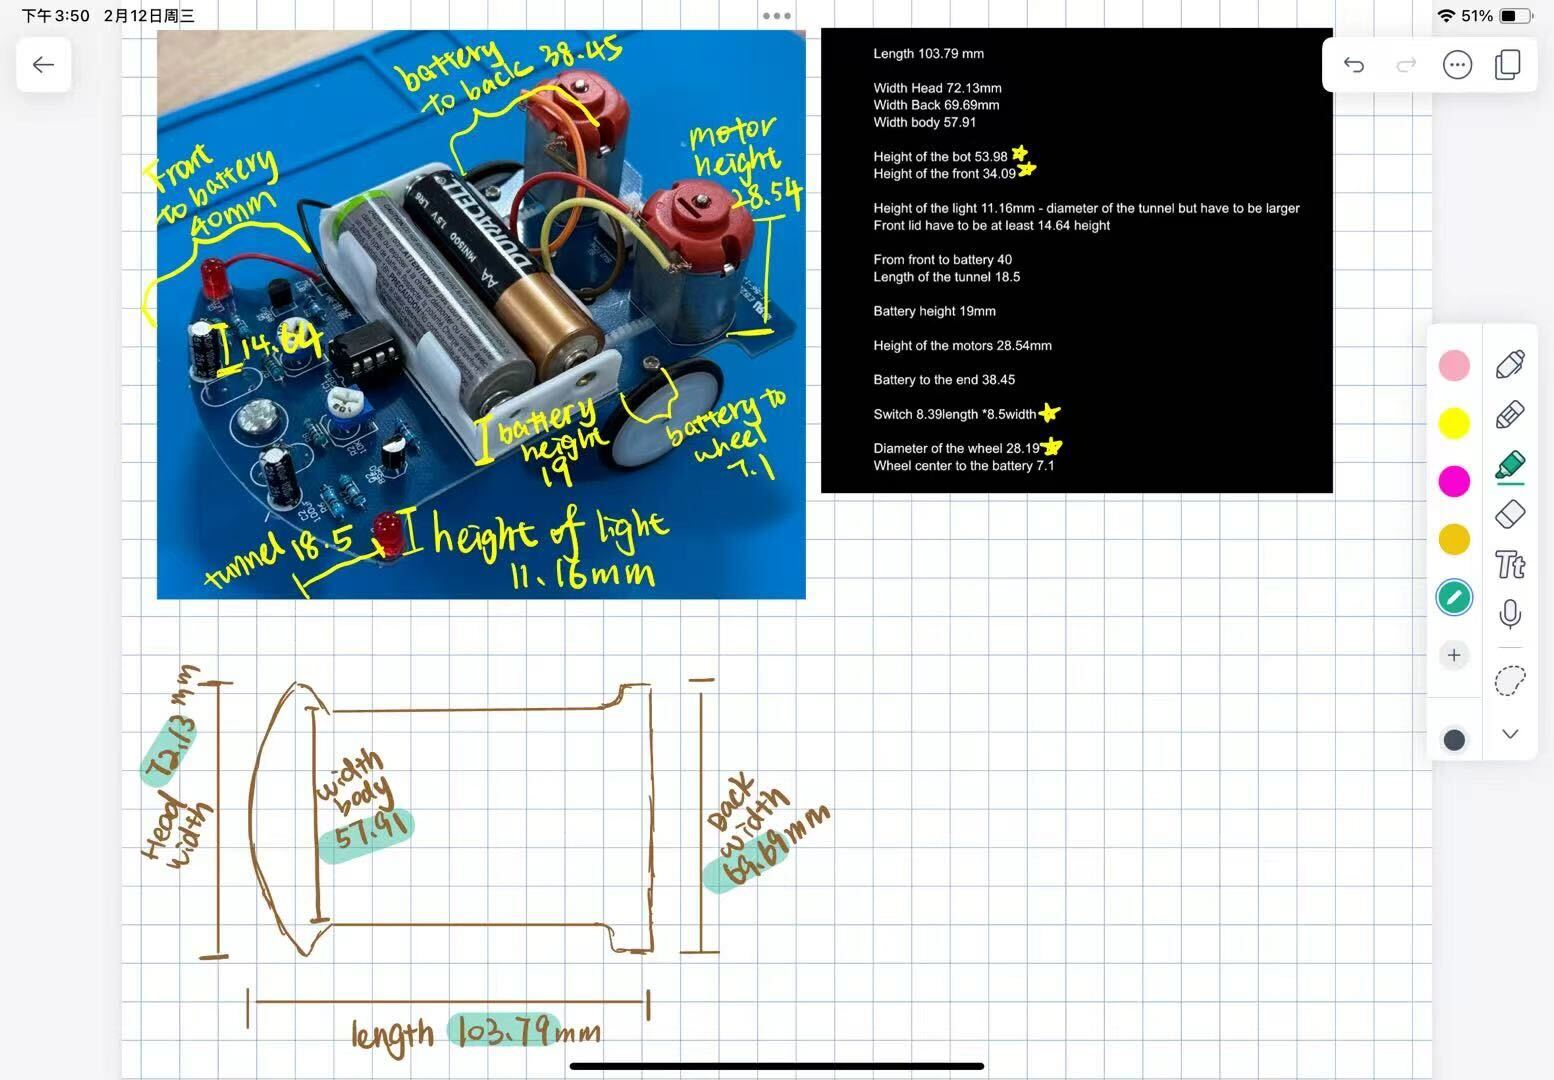 下午3:50 2月12日周三
51%
battery
to back 38.45
Front
to battery
40mm
motor
height
28.54
DURACELL
AA MN1500 1.5V LR6
14.64
battery
height
19
battery to
wheel
7.1
tunnel 18.5
height of light
11.16mm
Length 103.79 mm
Width Head 72.13mm
Width Back 69.69mm
Width body 57.91
Height of the bot 53.98
Height of the front 34.09
Height of the light 11.16mm - diameter of the tunnel but have to be larger
Front lid have to be at least 14.64 height
From front to battery 40
Length of the tunnel 18.5
Battery height 19mm
Height of the motors 28.54mm
Battery to the end 38.45
Switch 8.39length *8.5width
Diameter of the wheel 28.19
Wheel center to the battery 7.1
Tt
Head
width
72.13 mm
width
body
57.91
Back
width
69.69mm
length 103.79mm